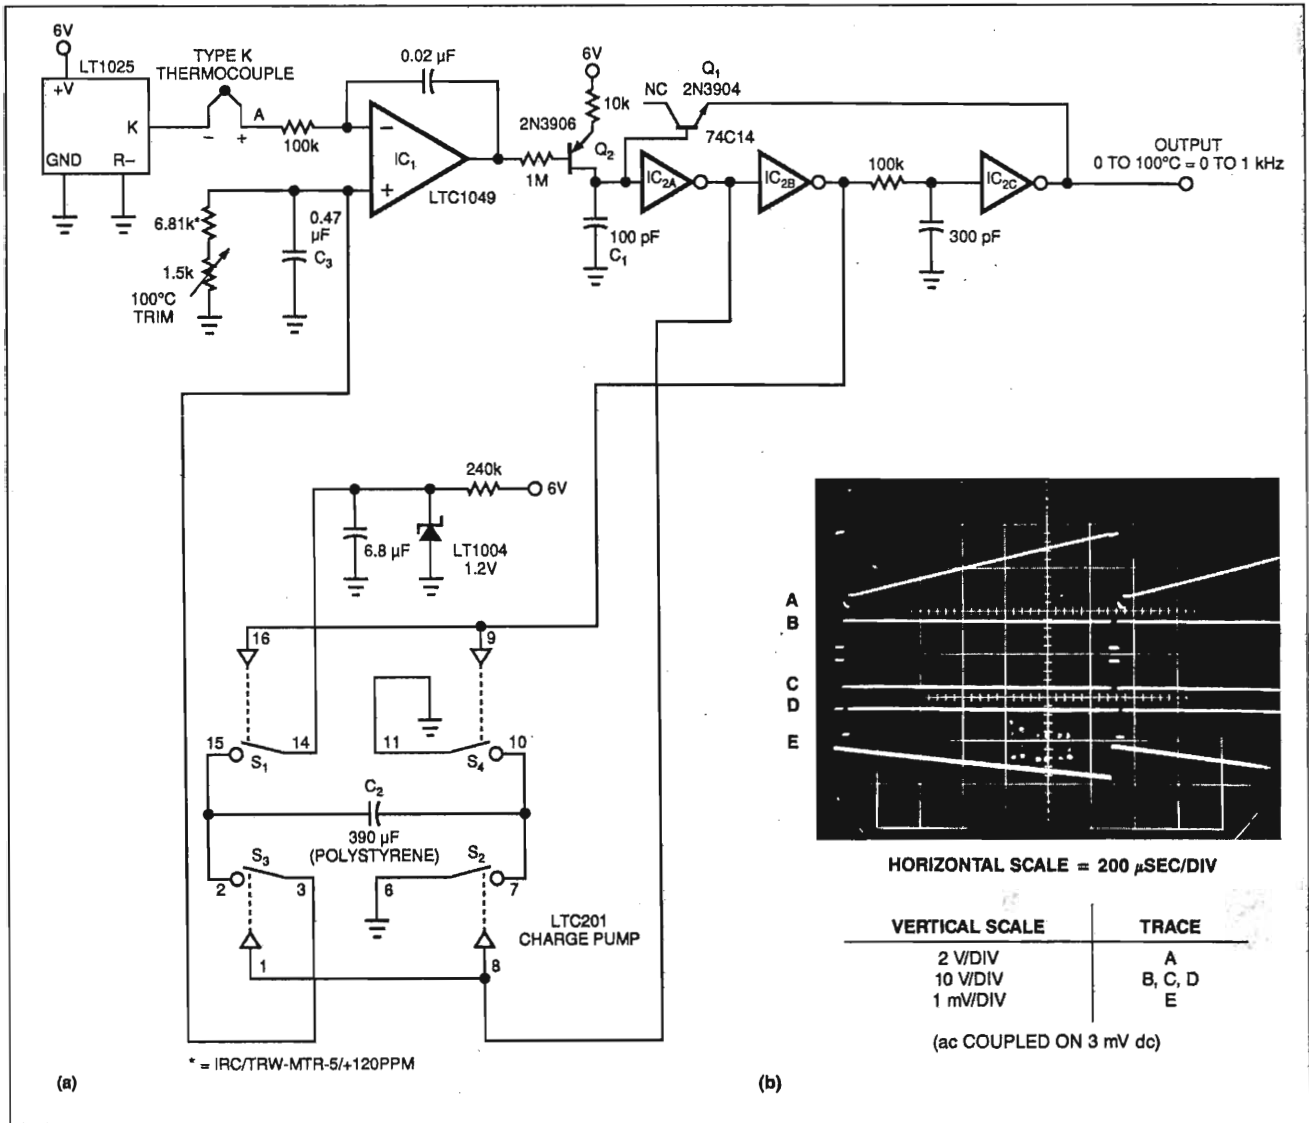 6V
LT1025
+V
K
GND
R–
TYPE K
THERMOCOUPLE
–
+
A
100k
0.02 µF
–
+
IC1
LTC1049
6.81k*
1.5k
100°C
TRIM
0.47
µF
C3
1M
2N3906
Q2
6V
10k
NC
Q1
2N3904
74C14
100 pF
C1
IC2A
IC2B
100k
300 pF
IC2C
OUTPUT
0 TO 100°C = 0 TO 1 kHz
240k
6V
6.8 µF
LT1004
1.2V
16
9
15
14
S1
11
10
S4
C2
390 µF
(POLYSTYRENE)
S3
2
3
S2
6
7
1
8
LTC201
CHARGE PUMP
* = IRC/TRW-MTR-5/+120PPM
(a)
A
B
C
D
E
HORIZONTAL SCALE = 200 µSEC/DIV
VERTICAL SCALE TRACE
2 V/DIV A
10 V/DIV B, C, D
1 mV/DIV E
(ac COUPLED ON 3 mV dc)
(b)